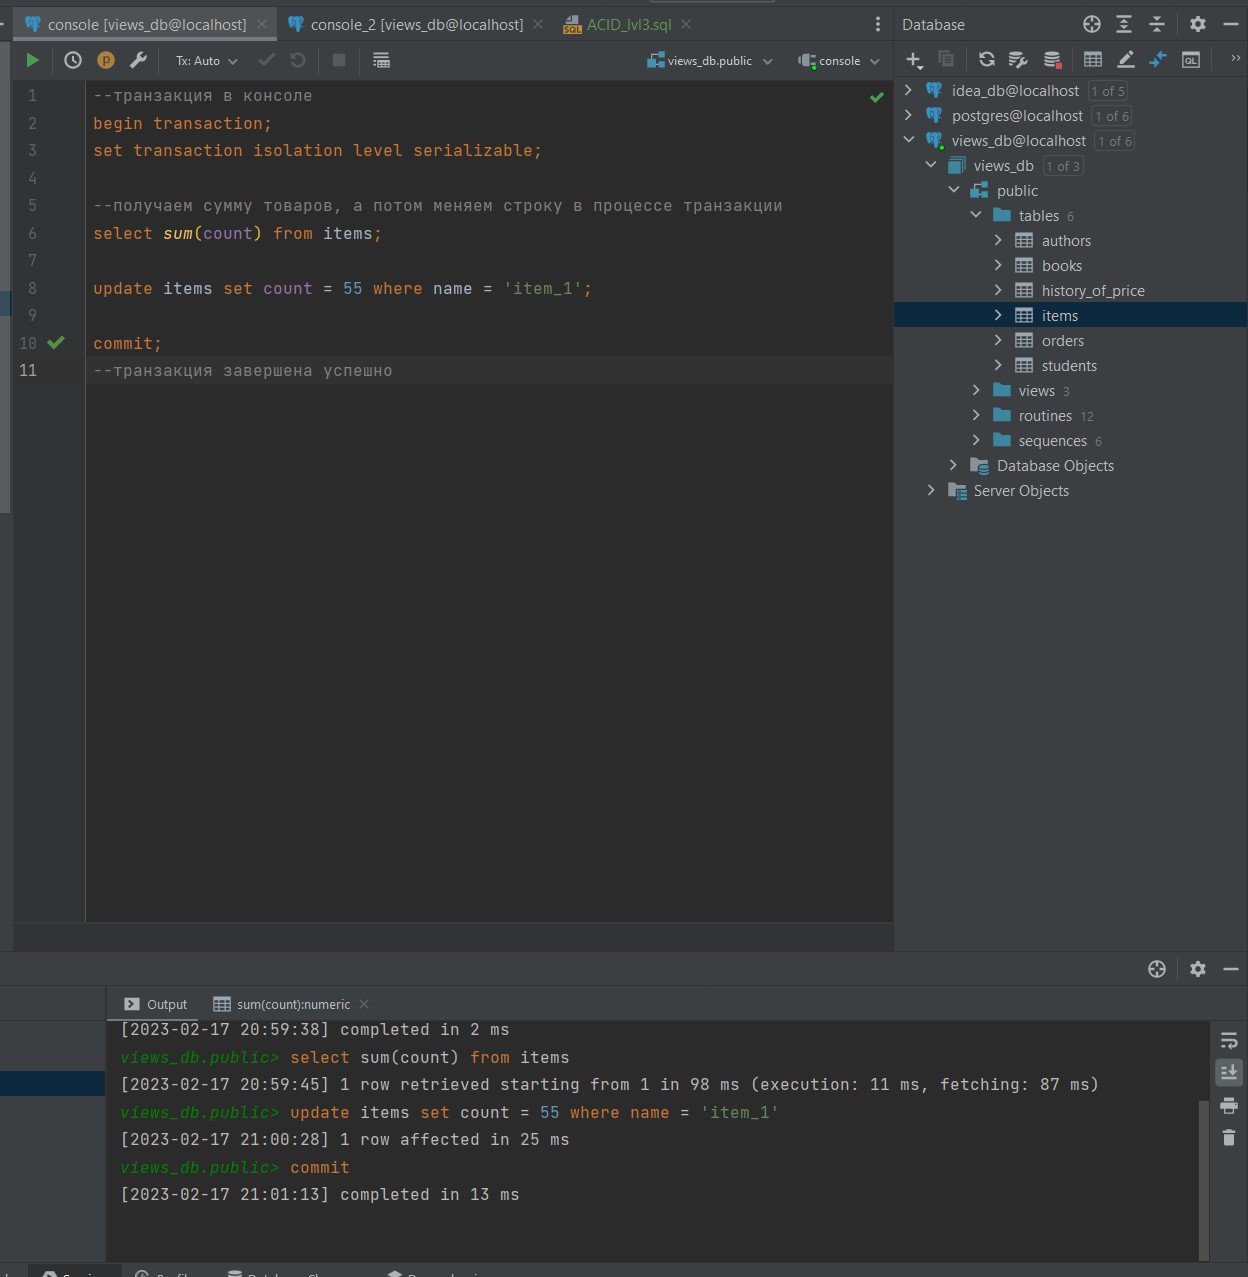 console [views_db@localhost] console_2 [views_db@localhost] ACID_lvl3.sql
Tx: Auto views_db.public console
1 --транзакция в консоле
2 begin transaction;
3 set transaction isolation level serializable;
4
5 --получаем сумму товаров, а потом меняем строку в процессе транзакции
6 select sum(count) from items;
7
8 update items set count = 55 where name = 'item_1';
9
10 commit;
11 --транзакция завершена успешно
Database
idea_db@localhost 1 of 5
postgres@localhost 1 of 6
views_db@localhost 1 of 6
views_db 1 of 3
public
tables 6
authors
books
history_of_price
items
orders
students
views 3
routines 12
sequences 6
Database Objects
Server Objects
Output sum(count):numeric
[2023-02-17 20:59:38] completed in 2 ms
views_db.public> select sum(count) from items
[2023-02-17 20:59:45] 1 row retrieved starting from 1 in 98 ms (execution: 11 ms, fetching: 87 ms)
views_db.public> update items set count = 55 where name = 'item_1'
[2023-02-17 21:00:28] 1 row affected in 25 ms
views_db.public> commit
[2023-02-17 21:01:13] completed in 13 ms